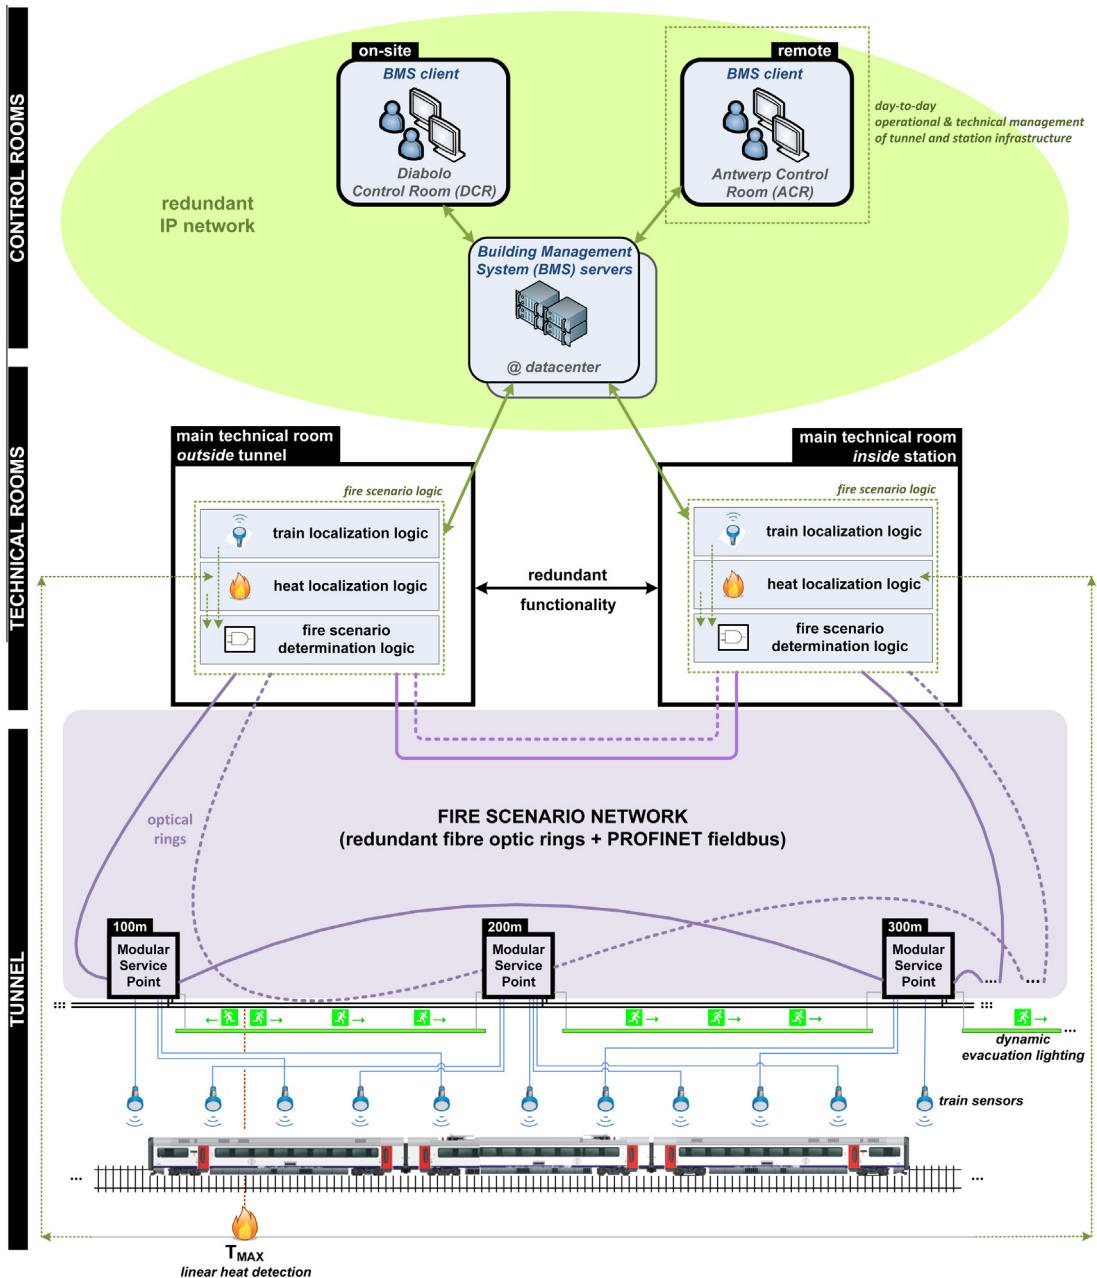 CONTROL ROOMS
on-site
BMS client
Diabolo
Control Room (DCR)
remote
BMS client
Antwerp Control
Room (ACR)
day-to-day
operational & technical management
of tunnel and station infrastructure
redundant
IP network
Building Management
System (BMS) servers
@ datacenter
TECHNICAL ROOMS
main technical room
outside tunnel
fire scenario logic
train localization logic
heat localization logic
fire scenario
determination logic
redundant
functionality
main technical room
inside station
fire scenario logic
train localization logic
heat localization logic
fire scenario
determination logic
TUNNEL
FIRE SCENARIO NETWORK
(redundant fibre optic rings + PROFINET fieldbus)
optical
rings
100m
Modular
Service
Point
200m
Modular
Service
Point
300m
Modular
Service
Point
dynamic
evacuation lighting
train sensors
TMAX
linear heat detection